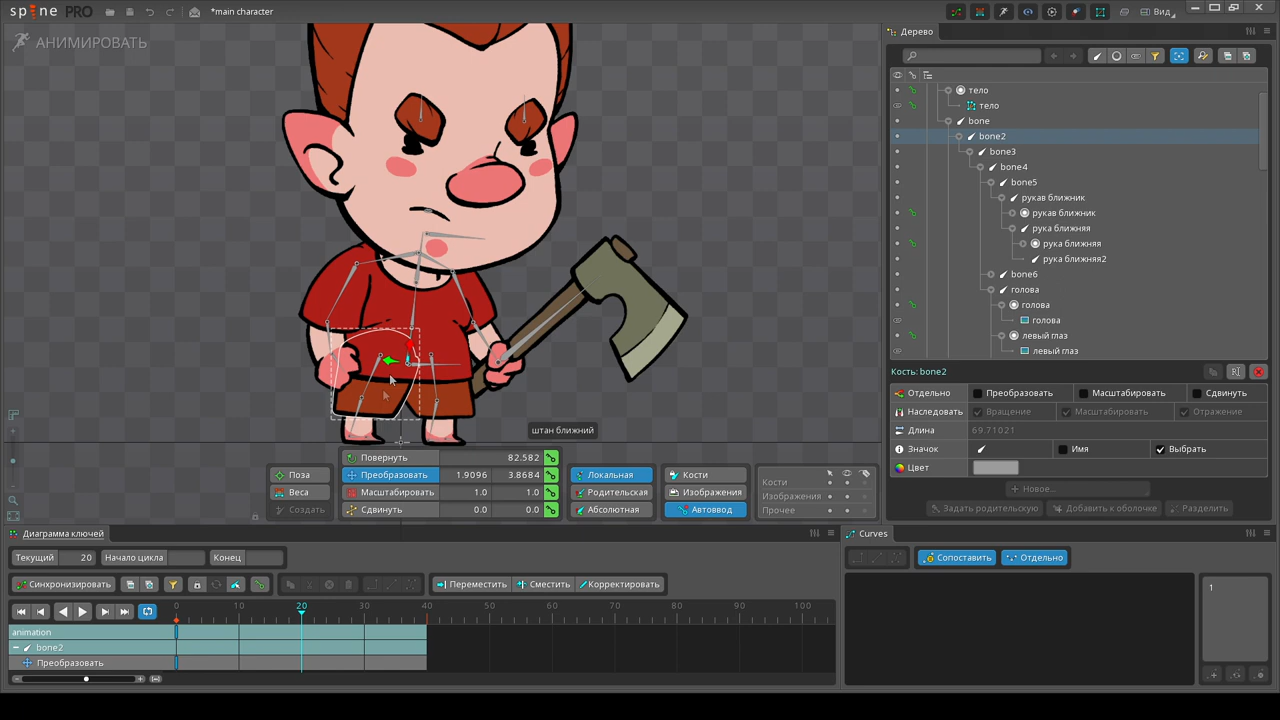 spine PRO
*main character
Вид
АНИМИРОВАТЬ
Дерево
тело
тело
bone
bone2
bone3
bone4
bone5
рукав ближник
рукав ближник
рука ближняя
рука ближняя
рука ближняя2
bone6
голова
голова
голова
левый глаз
левый глаз
Кость: bone2
Отдельно Преобразовать Масштабировать Сдвинуть
Наследовать Вращение Масштабировать Отражение
Длина 69.71021
Значок Имя Выбрать
Цвет
Новое...
Задать родительскую Добавить к оболочке Разделить
штан ближний
Повернуть 82.582
Поза Преобразовать 1.9096 3.8684 Локальная Кости
Веса Масштабировать 1.0 1.0 Родительская Изображения
Создать Сдвинуть 0.0 0.0 Абсолютная Автоввод
Кости
Изображения
Прочее
Диаграмма ключей
Curves
Текущий 20 Начало цикла Конец
Сопоставить Отдельно
Синхронизировать Переместить Сместить Корректировать
1
0 10 20 30 40 50 60 70 80 90 100
animation
bone2
Преобразовать